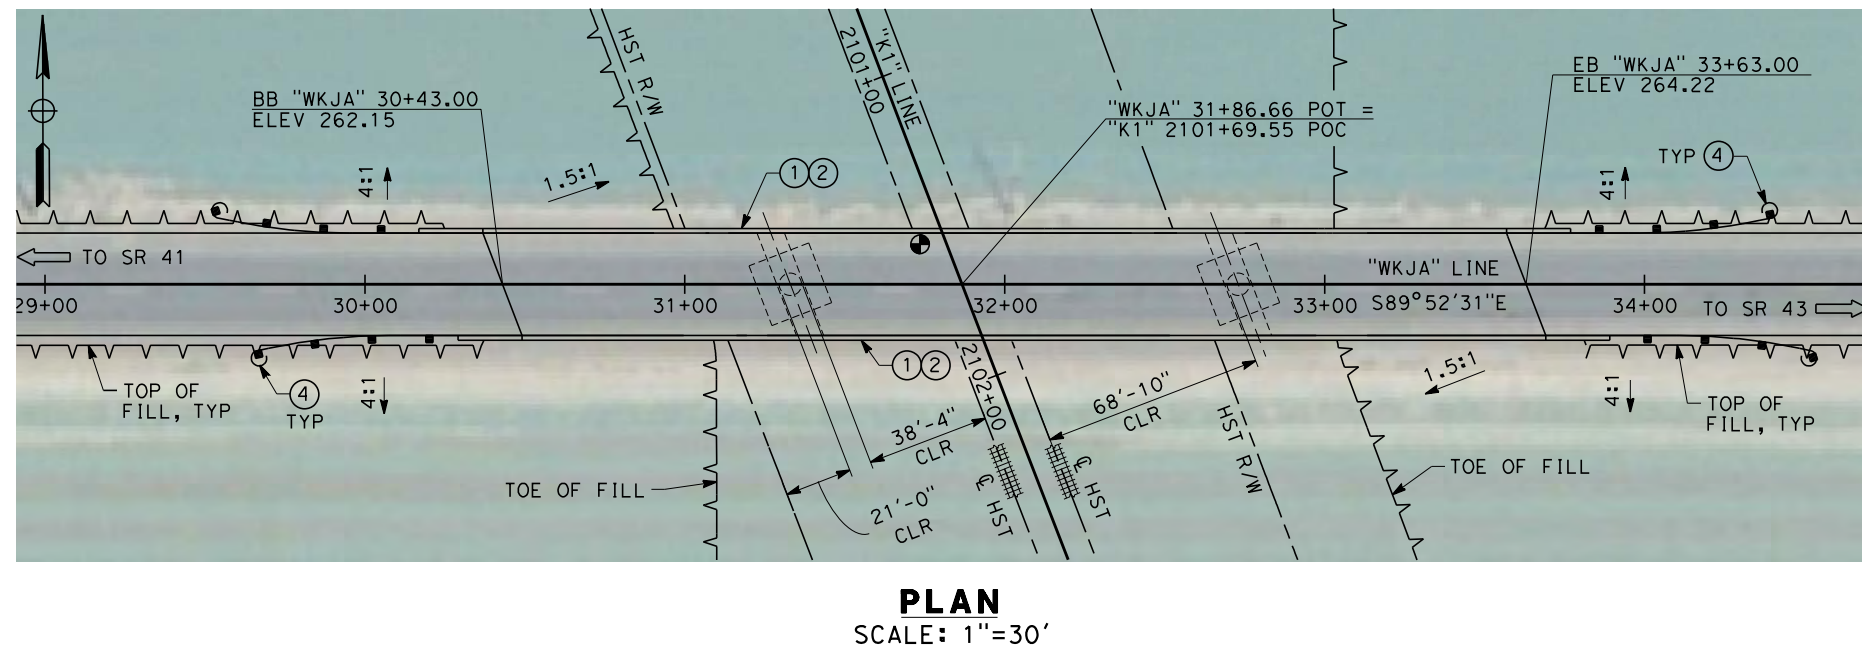 HST R/W
2101+00
"K1" LINE
BB "WKJA" 30+43.00
ELEV 262.15
"WKJA" 31+86.66 POT =
"K1" 2101+69.55 POC
EB "WKJA" 33+63.00
ELEV 264.22
4:1
1.5:1
1 2
TYP 4
4:1
TO SR 41
"WKJA" LINE
29+00
30+00
31+00
32+00
33+00
S89°52'31"E
34+00
TO SR 43
TOP OF
FILL, TYP
4
TYP
4:1
1 2
2102+00
68'-10"
CLR
1.5:1
4:1
TOP OF
FILL, TYP
38'-4"
CLR
HST R/W
TOE OF FILL
TOE OF FILL
21'-0"
CLR
℄ HST
℄ HST
PLAN
SCALE: 1"=30'